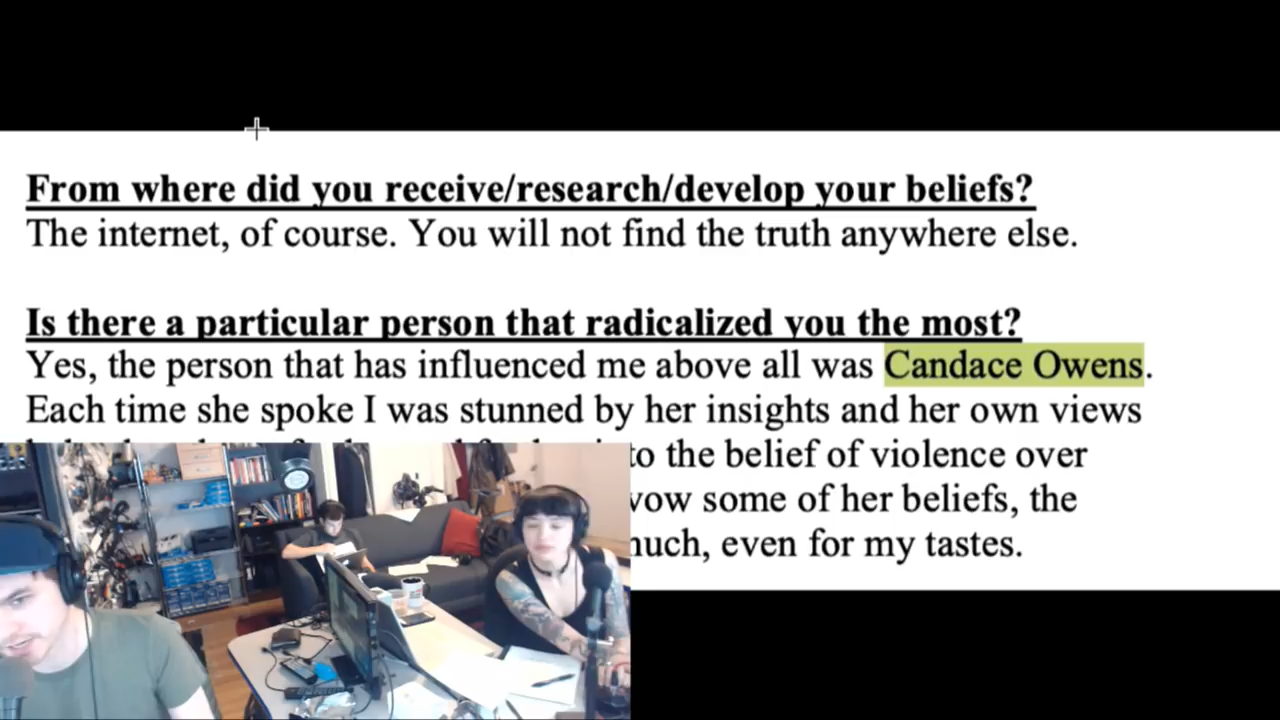 From where did you receive/research/develop your beliefs?
The internet, of course. You will not find the truth anywhere else.
Is there a particular person that radicalized you the most?
Yes, the person that has influenced me above all was Candace Owens.
Each time she spoke I was stunned by her insights and her own views
to the belief of violence over
some of her beliefs, the
even for my tastes.